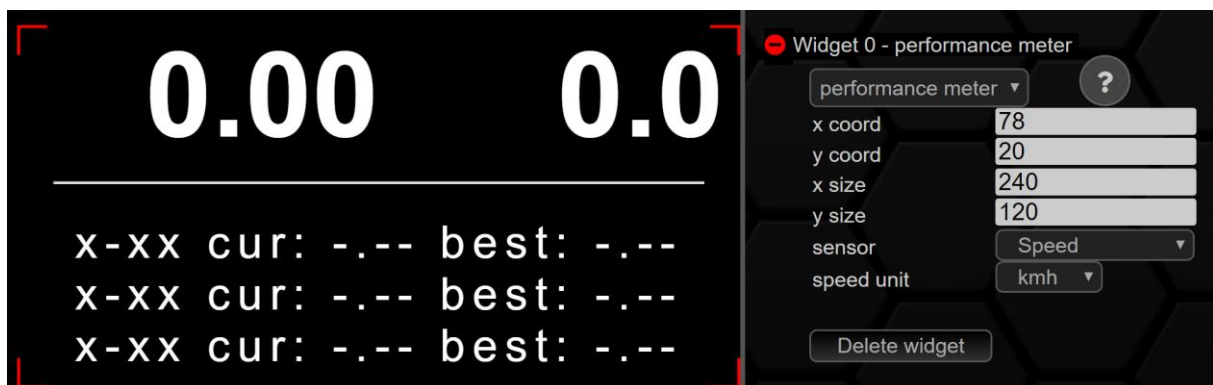 0.00 0.0
x-xx cur: -.-- best: -.--
x-xx cur: -.-- best: -.--
x-xx cur: -.-- best: -.--
Widget 0 - performance meter
performance meter ▼ ?
x coord 78
y coord 20
x size 240
y size 120
sensor Speed ▼
speed unit kmh ▼
Delete widget